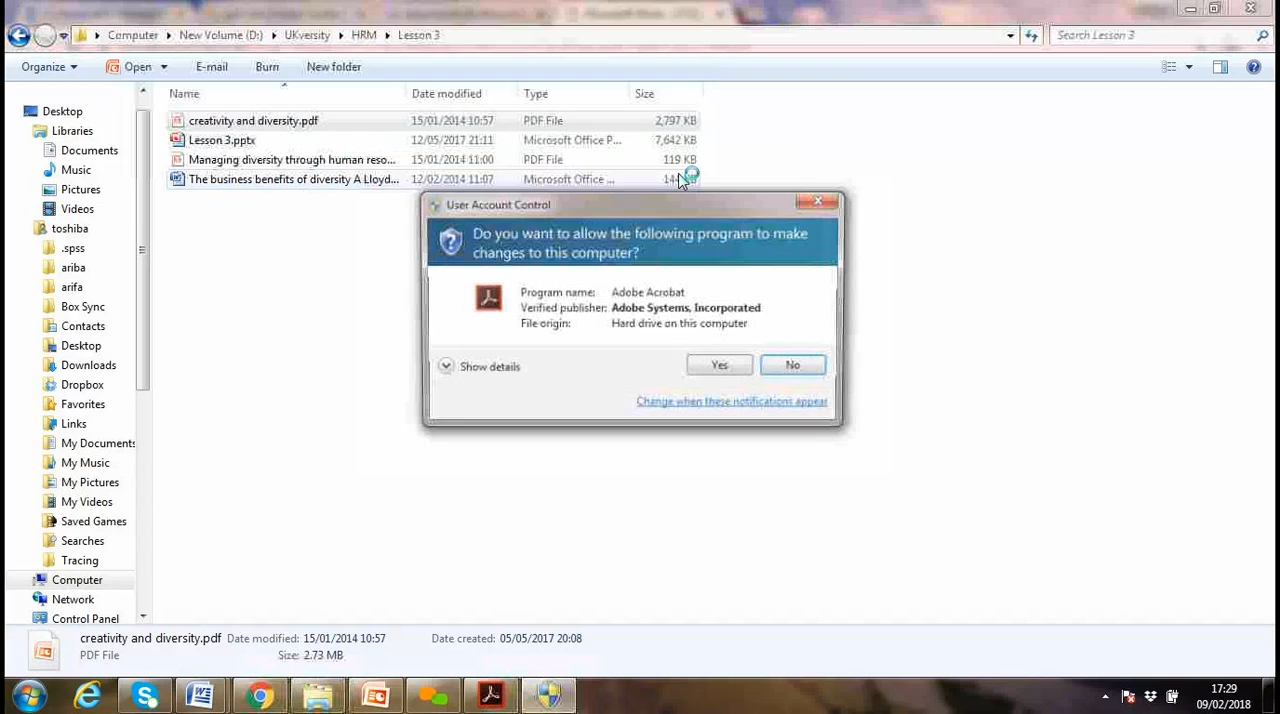 Computer New Volume (D:) UKversity HRM Lesson 3 Search Lesson 3
Organize Open E-mail Burn New folder
Name Date modified Type Size
creativity and diversity.pdf 15/01/2014 10:57 PDF File 2,797 KB
Lesson 3.pptx 12/05/2017 21:11 Microsoft Office P... 7,642 KB
Managing diversity through human reso... 15/01/2014 11:00 PDF File 119 KB
The business benefits of diversity A Lloyd... 12/02/2014 11:07 Microsoft Office ...
Desktop
Libraries
Documents
Music
Pictures
Videos
toshiba
.spss
ariba
arifa
Box Sync
Contacts
Desktop
Downloads
Dropbox
Favorites
Links
My Documents
My Music
My Pictures
My Videos
Saved Games
Searches
Tracing
Computer
Network
Control Panel
User Account Control
Do you want to allow the following program to make
changes to this computer?
Program name: Adobe Acrobat
Verified publisher: Adobe Systems, Incorporated
File origin: Hard drive on this computer
Show details Yes No
Change when these notifications appear
creativity and diversity.pdf Date modified: 15/01/2014 10:57 Date created: 05/05/2017 20:08
PDF File Size: 2.73 MB
17:29
09/02/2018